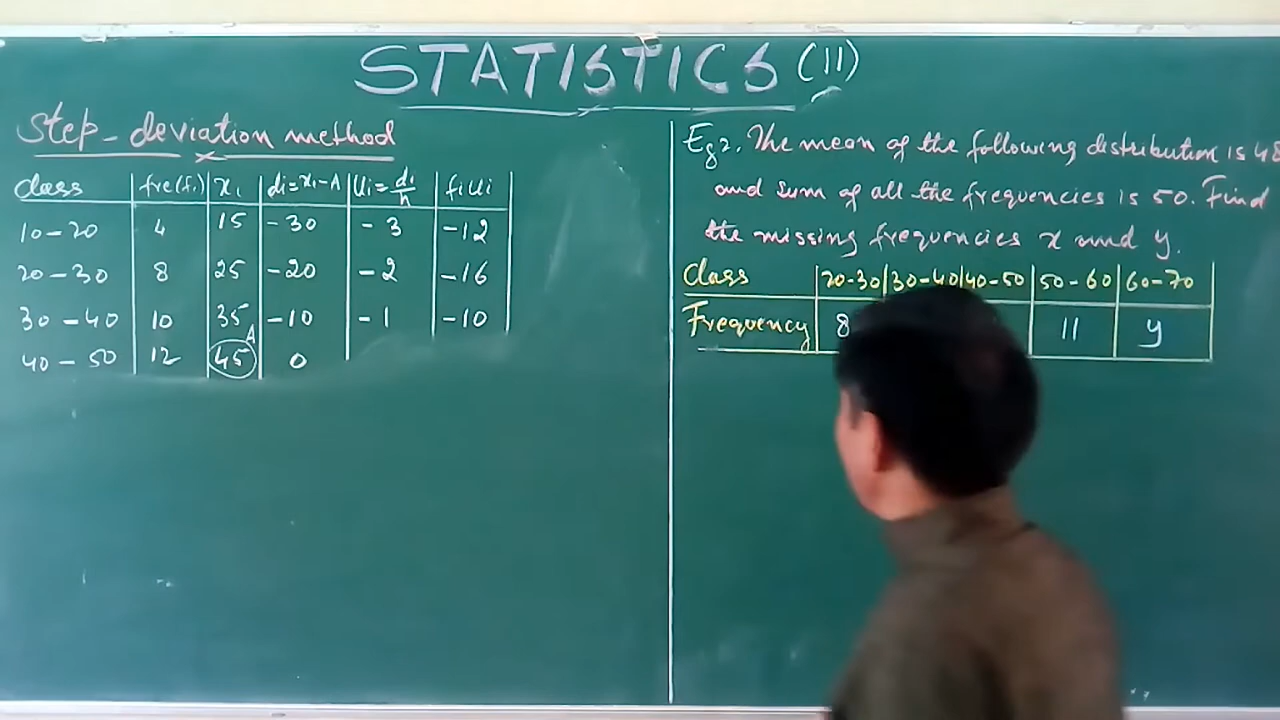 STATISTICS (11)
Step-deviation method
class fre(fi) xi di=xi-A Ui=di/h fiUi
10-20 4 15 -30 -3 -12
20-30 8 25 -20 -2 -16
30-40 10 35 -10 -1 -10
A
40-50 12 45 0
Eg2. The mean of the following distribution is 48
and sum of all the frequencies is 50. Find
the missing frequencies x and y.
Class 20-30 30-40 40-50 50-60 60-70
Frequency 8 11 y